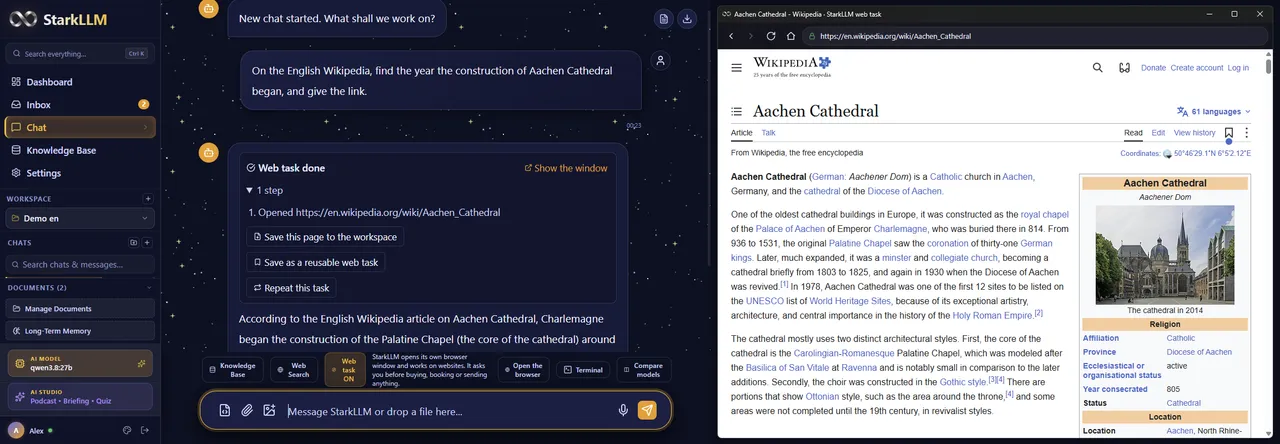 StarkLLM
Search everything...
Ctrl K
Dashboard
Inbox
2
Chat
Knowledge Base
Settings
WORKSPACE
Demo en
CHATS
Search chats & messages...
DOCUMENTS (2)
Manage Documents
Long-Term Memory
AI MODEL
qwen3.8:27b
AI STUDIO
Podcast • Briefing • Quiz
A
Alex
New chat started. What shall we work on?
On the English Wikipedia, find the year the construction of Aachen Cathedral
began, and give the link.
00:23
Web task done
Show the window
1 step
1. Opened https://en.wikipedia.org/wiki/Aachen_Cathedral
Save this page to the workspace
Save as a reusable web task
Repeat this task
According to the English Wikipedia article on Aachen Cathedral, Charlemagne
began the construction of the Palatine Chapel (the core of the cathedral) around
Knowledge
Base
Web
Search
Web
task
ON
StarkLLM opens its own browser
window and works on websites. It asks
you before buying, booking or sending
anything.
Open the
browser
Terminal
Compare
models
Message StarkLLM or drop a file here...
Aachen Cathedral - Wikipedia - StarkLLM web task
https://en.wikipedia.org/wiki/Aachen_Cathedral
WIKIPEDIA
25 years of the free encyclopedia
Donate Create account Log in
Aachen Cathedral
61 languages
Article Talk
Read Edit View history
From Wikipedia, the free encyclopedia
Coordinates: 50°46′29.1″N 6°5′2.12″E
Aachen Cathedral (German: Aachener Dom) is a Catholic church in Aachen,
Germany, and the cathedral of the Diocese of Aachen.
One of the oldest cathedral buildings in Europe, it was constructed as the royal chapel
of the Palace of Aachen of Emperor Charlemagne, who was buried there in 814. From
936 to 1531, the original Palatine Chapel saw the coronation of thirty-one German
kings. Later, much expanded, it was a minster and collegiate church, becoming a
cathedral briefly from 1803 to 1825, and again in 1930 when the Diocese of Aachen
was revived.[1] In 1978, Aachen Cathedral was one of the first 12 sites to be listed on
the UNESCO list of World Heritage Sites, because of its exceptional artistry,
architecture, and central importance in the history of the Holy Roman Empire.[2]
The cathedral mostly uses two distinct architectural styles. First, the core of the
cathedral is the Carolingian-Romanesque Palatine Chapel, which was modeled after
the Basilica of San Vitale at Ravenna and is notably small in comparison to the later
additions. Secondly, the choir was constructed in the Gothic style.[3][4] There are
portions that show Ottonian style, such as the area around the throne,[4] and some
areas were not completed until the 19th century, in revivalist styles.
Aachen Cathedral
Aachener Dom
The cathedral in 2014
Religion
Affiliation Catholic
Province Diocese of Aachen
Ecclesiastical or
organisational status
active
Year consecrated 805
Status Cathedral
Location
Location Aachen, North Rhine-